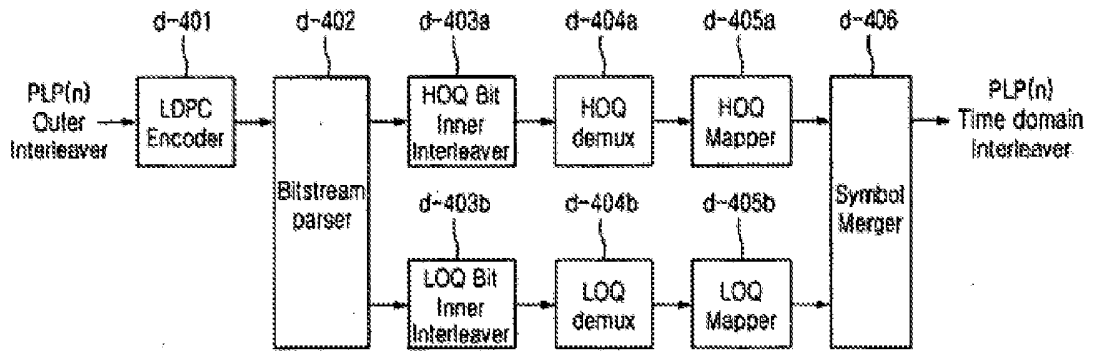 d-401
d-402
d-403a
d-404a
d-405a
d-406
PLP(n)
Outer
Interleaver
LDPC
Encoder
Bitstream
parser
HOQ Bit
Inner
Interleaver
HOQ
demux
HOQ
Mapper
Symbol
Merger
PLP(n)
Time domain
Interleaver
d-403b
d-404b
d-405b
LOQ Bit
Inner
Interleaver
LOQ
demux
LOQ
Mapper